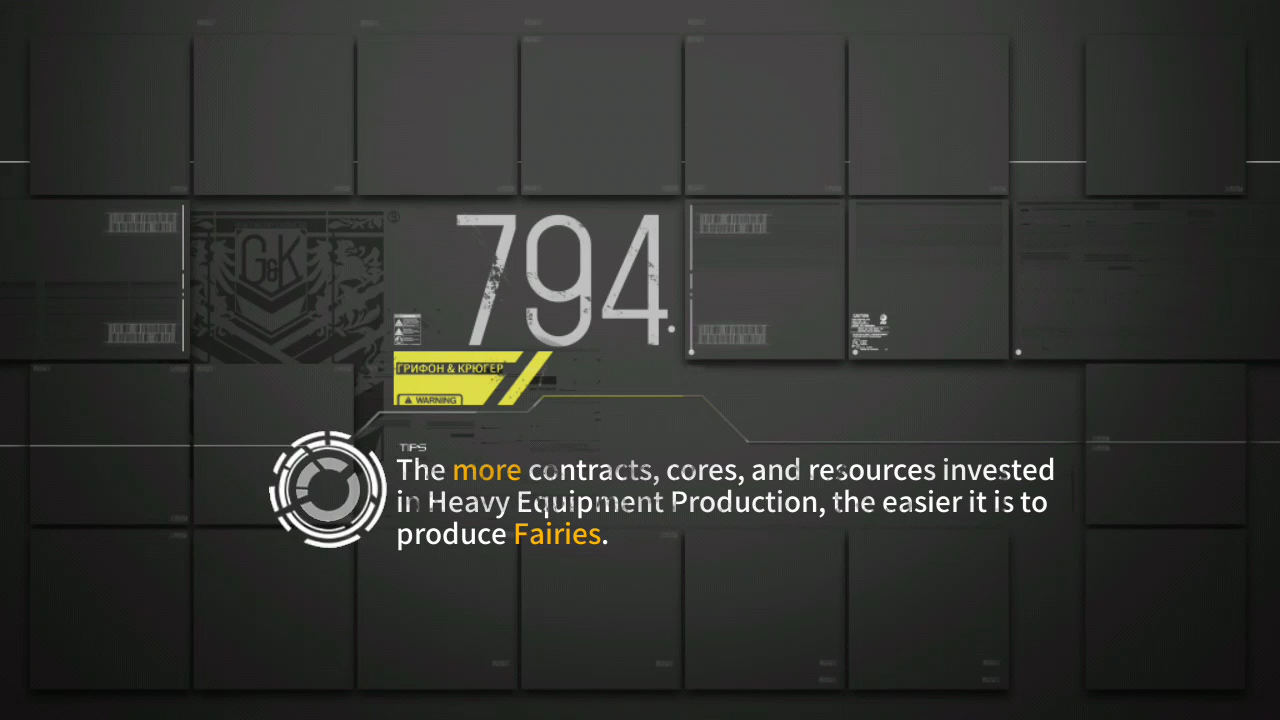 G&K
794.
ГРИФОН & КРЮГЕР
WARNING
TIPS
The more contracts, cores, and resources invested
in Heavy Equipment Production, the easier it is to
produce Fairies.
CAUTION